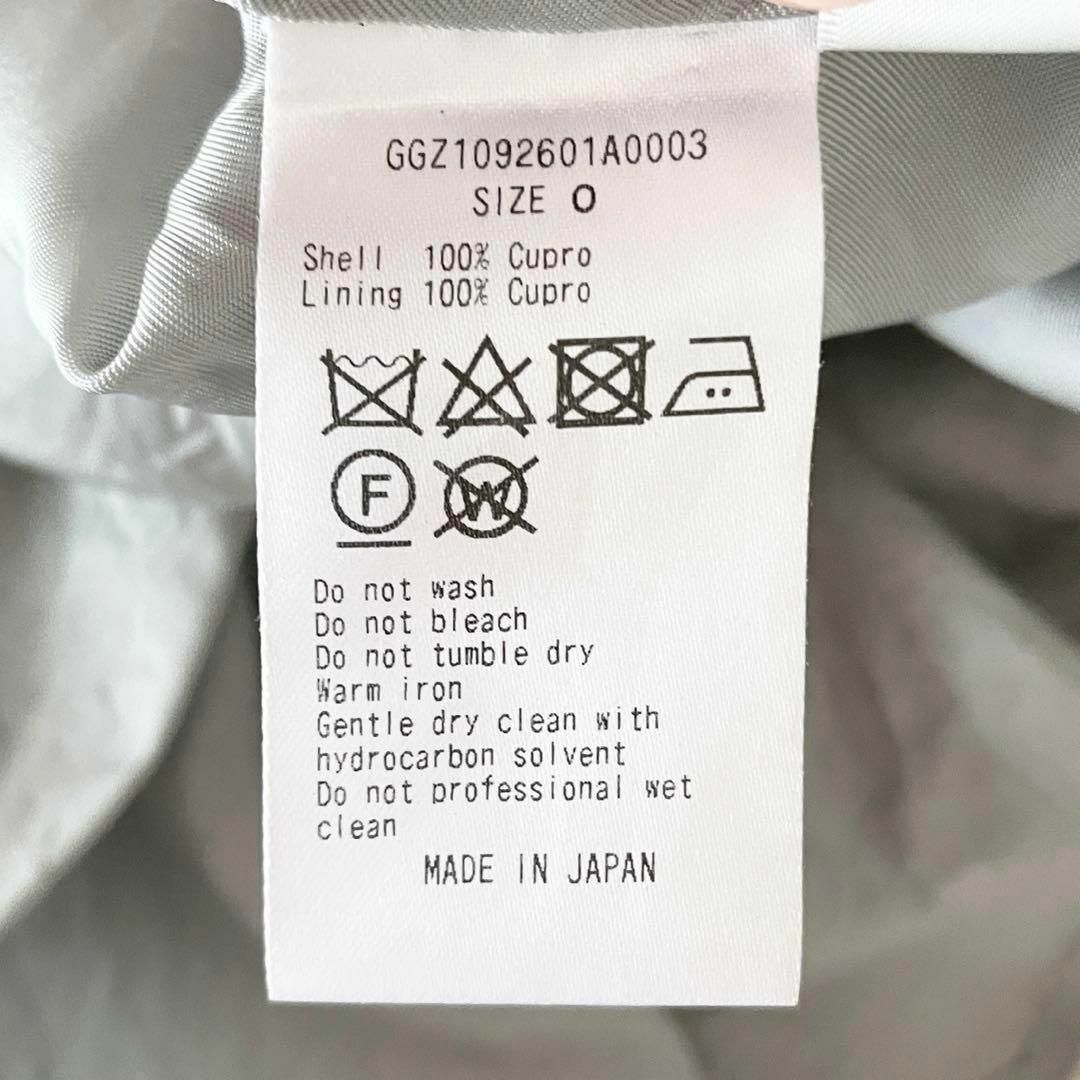 GGZ1092601A0003
SIZE 0
Shell 100% Cupro
Lining 100% Cupro
F W
Do not wash
Do not bleach
Do not tumble dry
Warm iron
Gentle dry clean with
hydrocarbon solvent
Do not professional wet
clean
MADE IN JAPAN